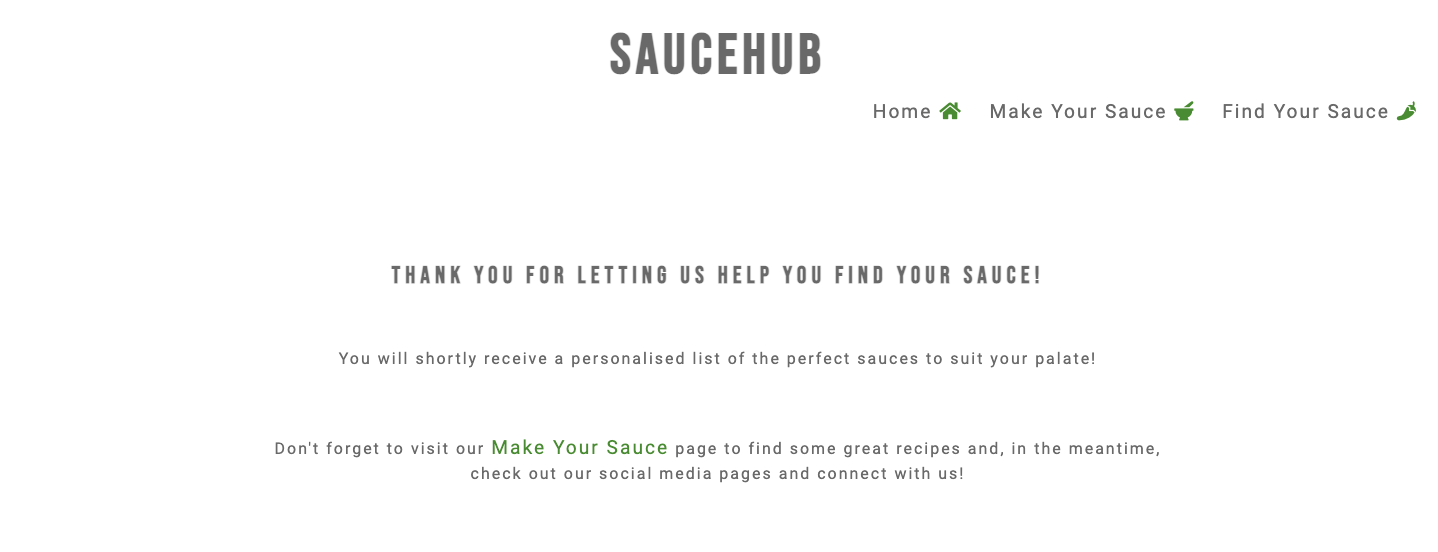 SAUCEHUB
Home Make Your Sauce Find Your Sauce
THANK YOU FOR LETTING US HELP YOU FIND YOUR SAUCE!
You will shortly receive a personalised list of the perfect sauces to suit your palate!
Don't forget to visit our Make Your Sauce page to find some great recipes and, in the meantime,
check out our social media pages and connect with us!